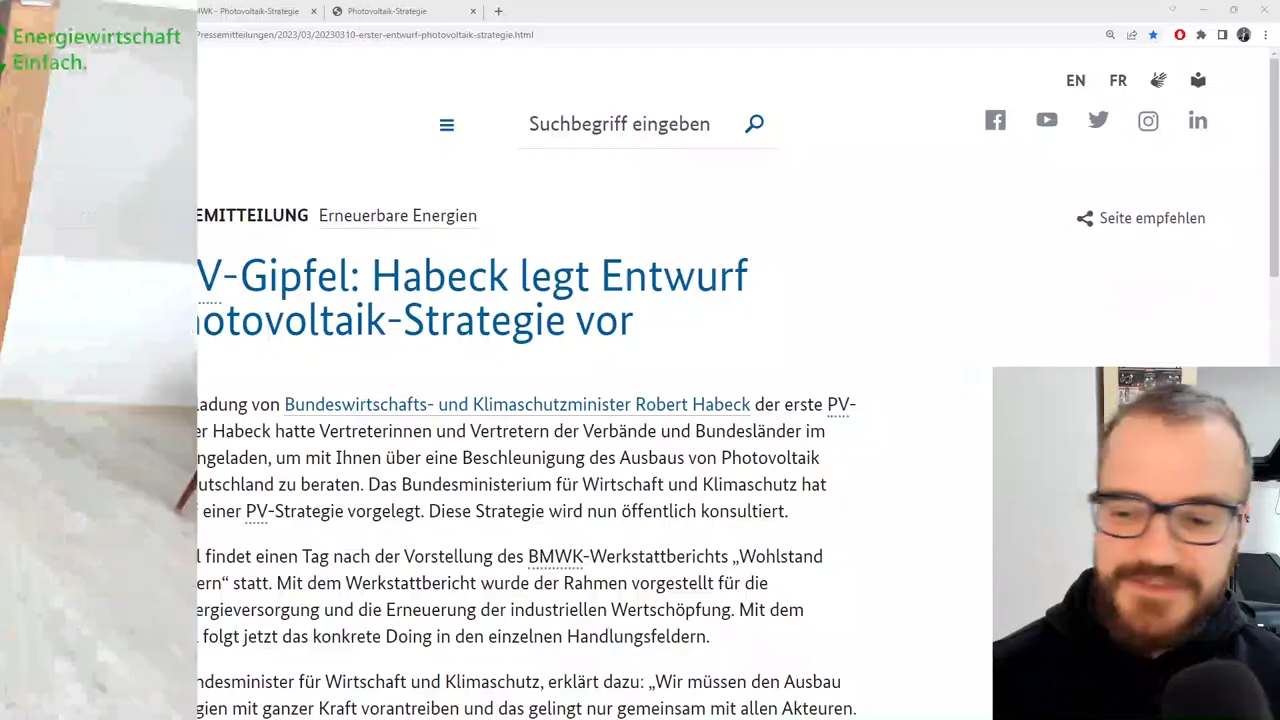 Energiewirtschaft
Einfach.
MWK - Photovoltaik-Strategie
Photovoltaik-Strategie
Pressemitteilungen/2023/03/20230310-erster-entwurf-photovoltaik-strategie.html
EN FR
Suchbegriff eingeben
EMITTEILUNG Erneuerbare Energien
Seite empfehlen
V-Gipfel: Habeck legt Entwurf
otovoltaik-Strategie vor
ladung von Bundeswirtschafts- und Klimaschutzminister Robert Habeck der erste PV-
er Habeck hatte Vertreterinnen und Vertretern der Verbände und Bundesländer im
ngeladen, um mit Ihnen über eine Beschleunigung des Ausbaus von Photovoltaik
utschland zu beraten. Das Bundesministerium für Wirtschaft und Klimaschutz hat
einer PV-Strategie vorgelegt. Diese Strategie wird nun öffentlich konsultiert.
l findet einen Tag nach der Vorstellung des BMWK-Werkstattberichts „Wohlstand
ern“ statt. Mit dem Werkstattbericht wurde der Rahmen vorgestellt für die
ergieversorgung und die Erneuerung der industriellen Wertschöpfung. Mit dem
folgt jetzt das konkrete Doing in den einzelnen Handlungsfeldern.
ndesminister für Wirtschaft und Klimaschutz, erklärt dazu: „Wir müssen den Ausbau
gien mit ganzer Kraft vorantreiben und das gelingt nur gemeinsam mit allen Akteuren.